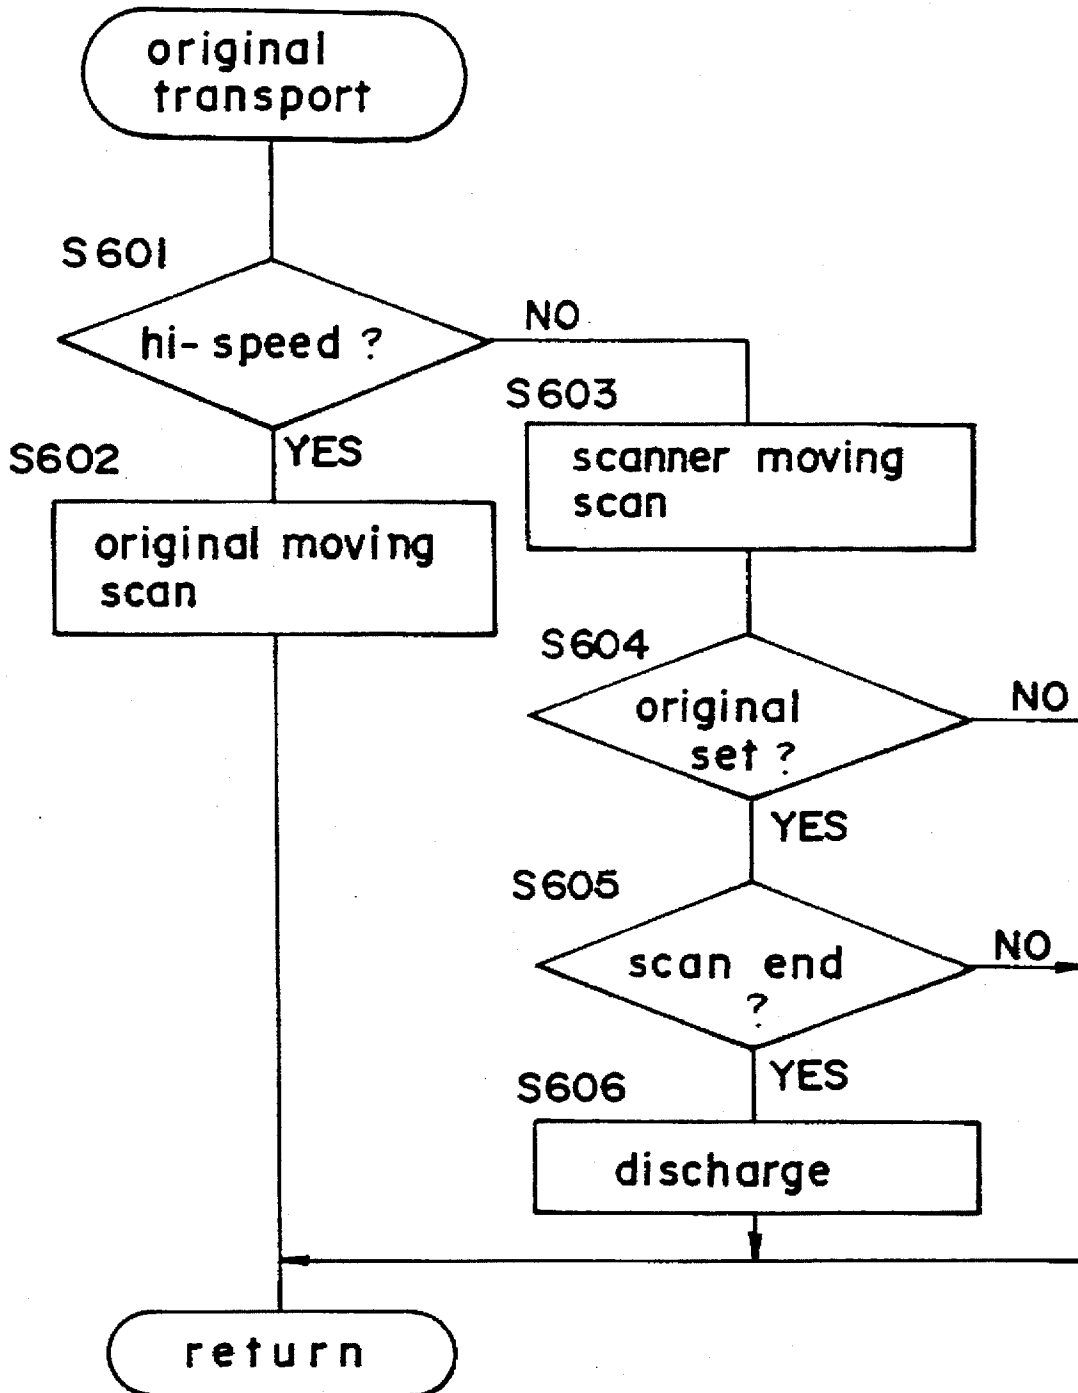 original
transport
S601
hi-speed ?
NO
YES
S602
original moving
scan
S603
scanner moving
scan
S604
original
set ?
NO
YES
S605
scan end
?
NO
YES
S606
discharge
return